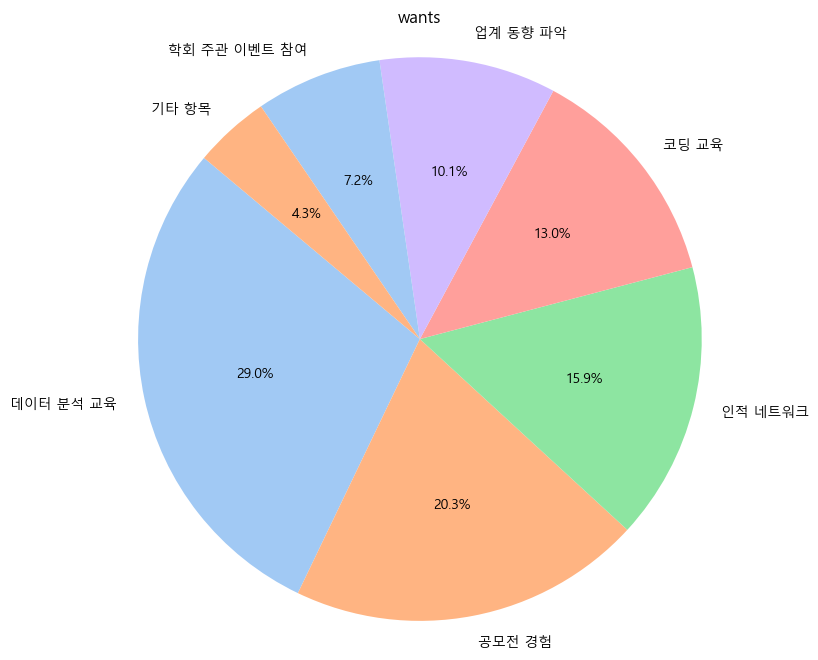 wants
업계 동향 파악
학회 주관 이벤트 참여
기타 항목
코딩 교육
10.1%
7.2%
4.3%
13.0%
29.0%
15.9%
데이터 분석 교육
인적 네트워크
20.3%
공모전 경험